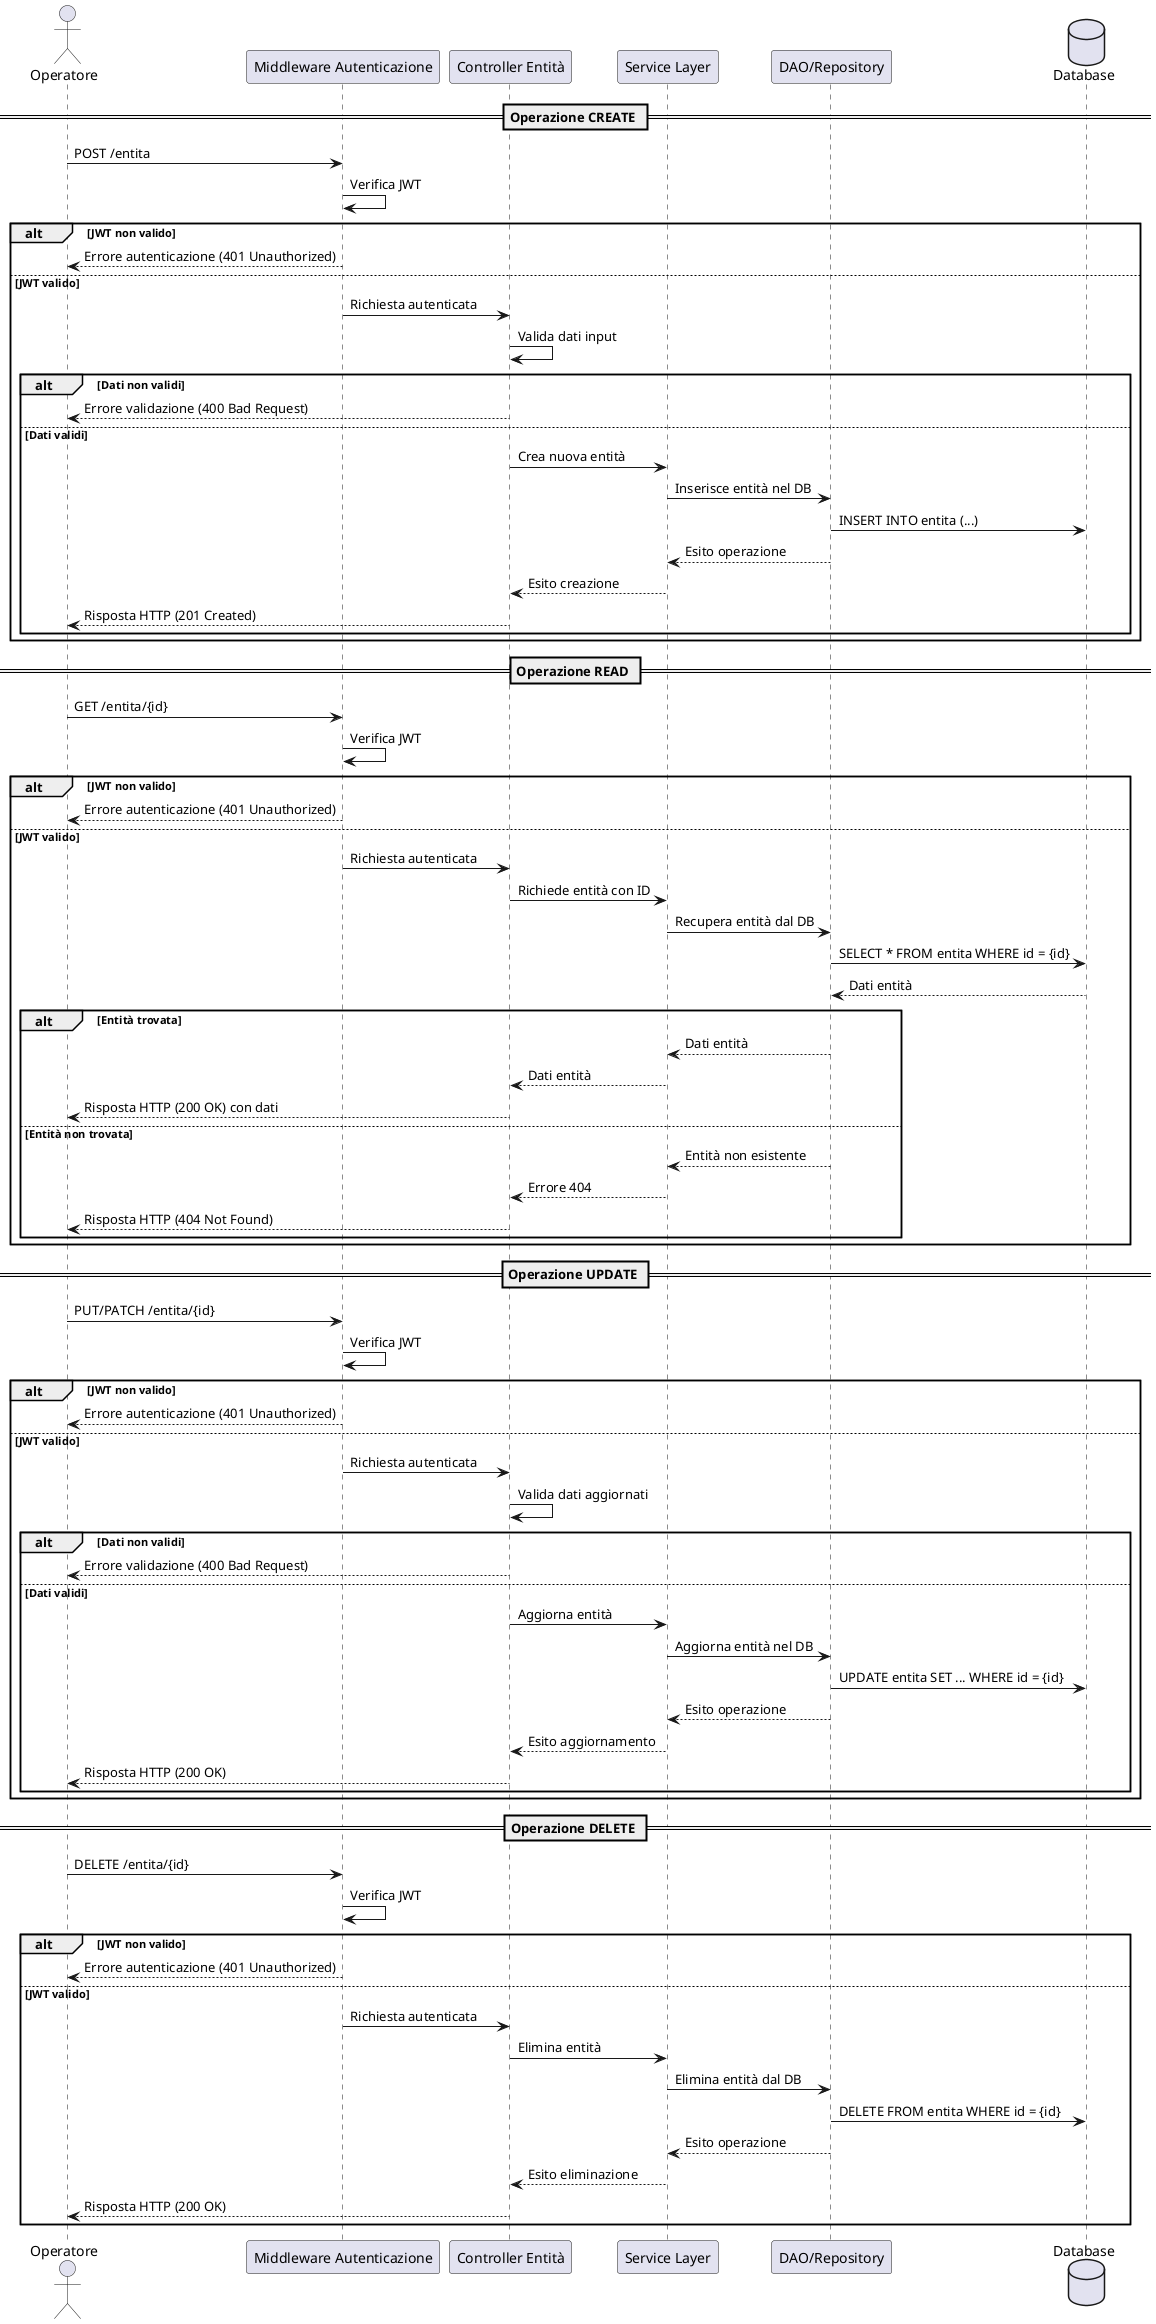 Operatore
Middleware Autenticazione
Controller Entità
Service Layer
DAO/Repository
Database
Operazione CREATE
POST /entita
Verifica JWT
alt [JWT non valido]
Errore autenticazione (401 Unauthorized)
[JWT valido]
Richiesta autenticata
Valida dati input
alt [Dati non validi]
Errore validazione (400 Bad Request)
[Dati validi]
Crea nuova entità
Inserisce entità nel DB
INSERT INTO entita (...)
Esito operazione
Esito creazione
Risposta HTTP (201 Created)
Operazione READ
GET /entita/{id}
Verifica JWT
alt [JWT non valido]
Errore autenticazione (401 Unauthorized)
[JWT valido]
Richiesta autenticata
Richiede entità con ID
Recupera entità dal DB
SELECT * FROM entita WHERE id = {id}
Dati entità
alt [Entità trovata]
Dati entità
Dati entità
Risposta HTTP (200 OK) con dati
[Entità non trovata]
Entità non esistente
Errore 404
Risposta HTTP (404 Not Found)
Operazione UPDATE
PUT/PATCH /entita/{id}
Verifica JWT
alt [JWT non valido]
Errore autenticazione (401 Unauthorized)
[JWT valido]
Richiesta autenticata
Valida dati aggiornati
alt [Dati non validi]
Errore validazione (400 Bad Request)
[Dati validi]
Aggiorna entità
Aggiorna entità nel DB
UPDATE entita SET ... WHERE id = {id}
Esito operazione
Esito aggiornamento
Risposta HTTP (200 OK)
Operazione DELETE
DELETE /entita/{id}
Verifica JWT
alt [JWT non valido]
Errore autenticazione (401 Unauthorized)
[JWT valido]
Richiesta autenticata
Elimina entità
Elimina entità dal DB
DELETE FROM entita WHERE id = {id}
Esito operazione
Esito eliminazione
Risposta HTTP (200 OK)
Operatore
Middleware Autenticazione
Controller Entità
Service Layer
DAO/Repository
Database